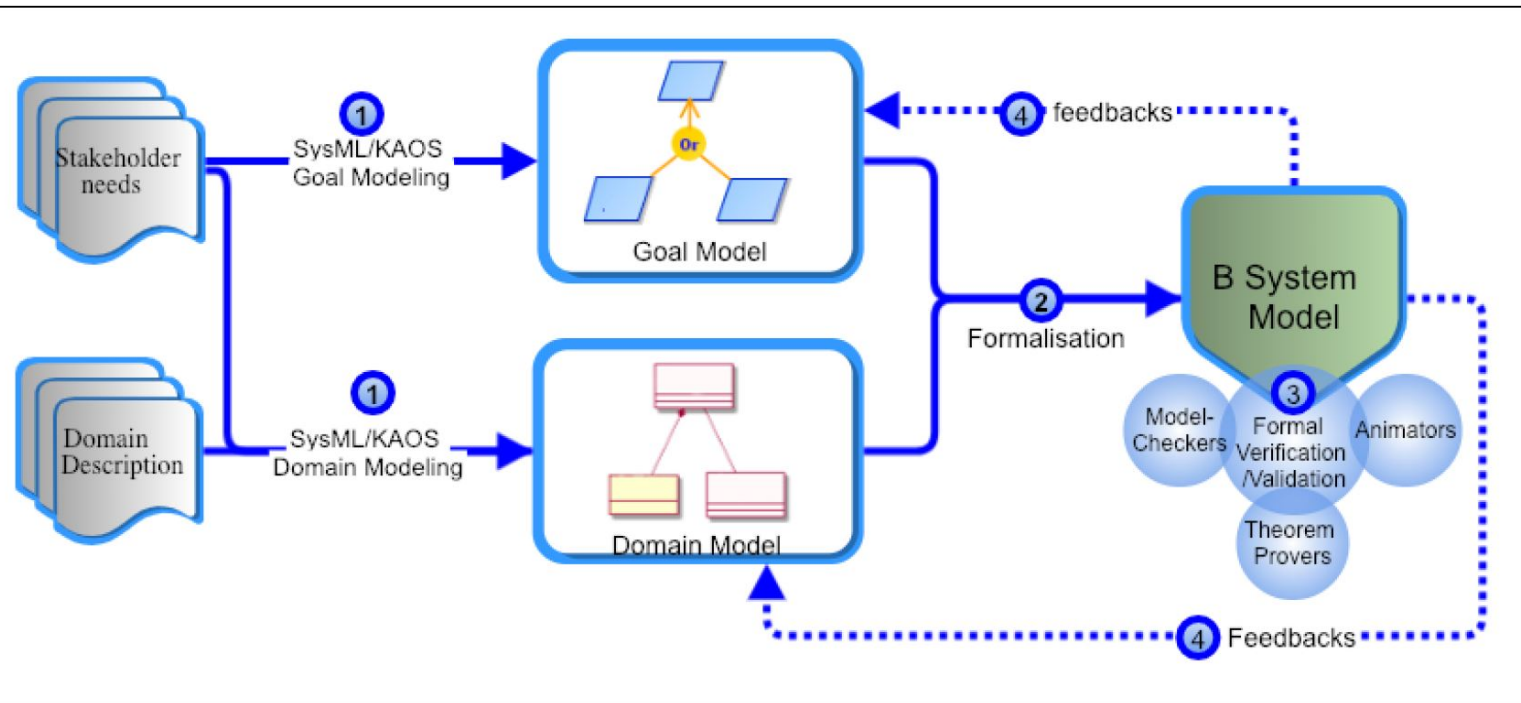 1
SysML/KAOS
Goal Modeling
Stakeholder
needs
Or
Goal Model
4 feedbacks
B System
Model
2
Formalisation
1
SysML/KAOS
Domain Modeling
Domain
Description
Domain Model
3
Formal
Verification
/Validation
Model-
Checkers
Animators
Theorem
Provers
4 Feedbacks